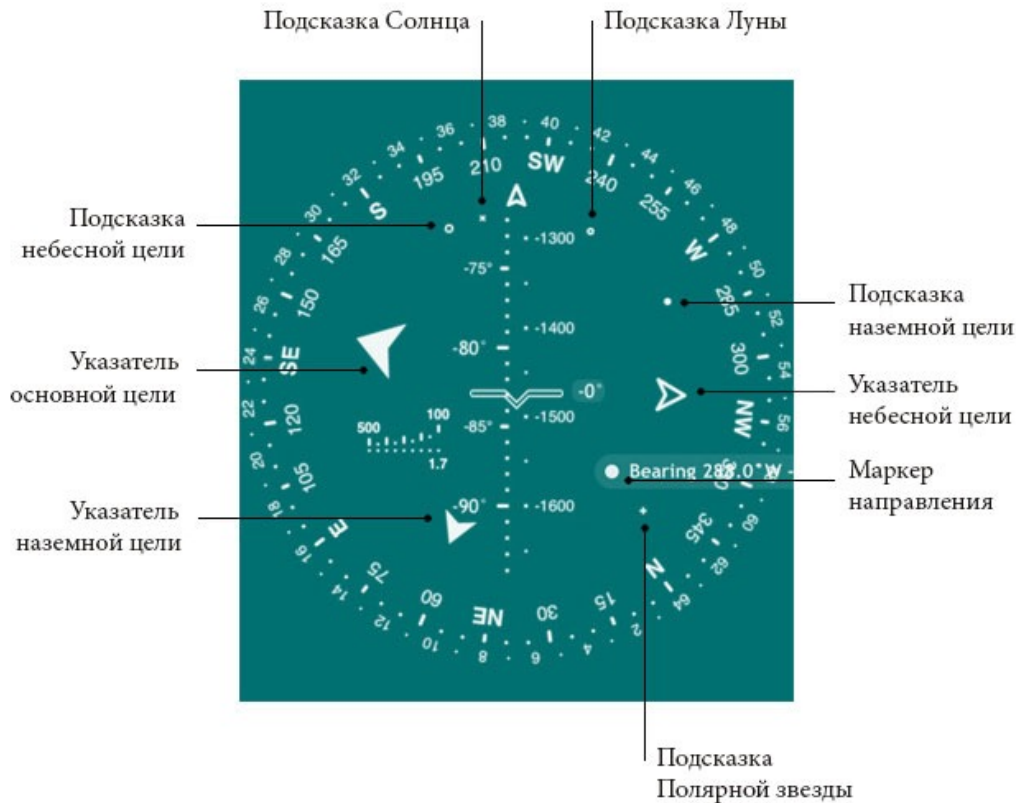 Подсказка Солнца
Подсказка Луны
Подсказка
небесной цели
Указатель
основной цели
Указатель
наземной цели
Подсказка
наземной цели
Указатель
небесной цели
Маркер
направления
Подсказка
Полярной звезды
2 4 6 8 10 12 14 16 18 20 22 24 26 28 30 32 34 36 38 40 42 44 46 48 50 52 54 56 60 62 64
N 15 30 NE 60 75 E 105 120 SE 150 165 S 195 210 SW 240 255 W 285 300 NW 345
-1300
-75°
-1400
-80°
-0°
-1500
-85°
-90°
-1600
500 100
1.7
Bearing 288.0°W -